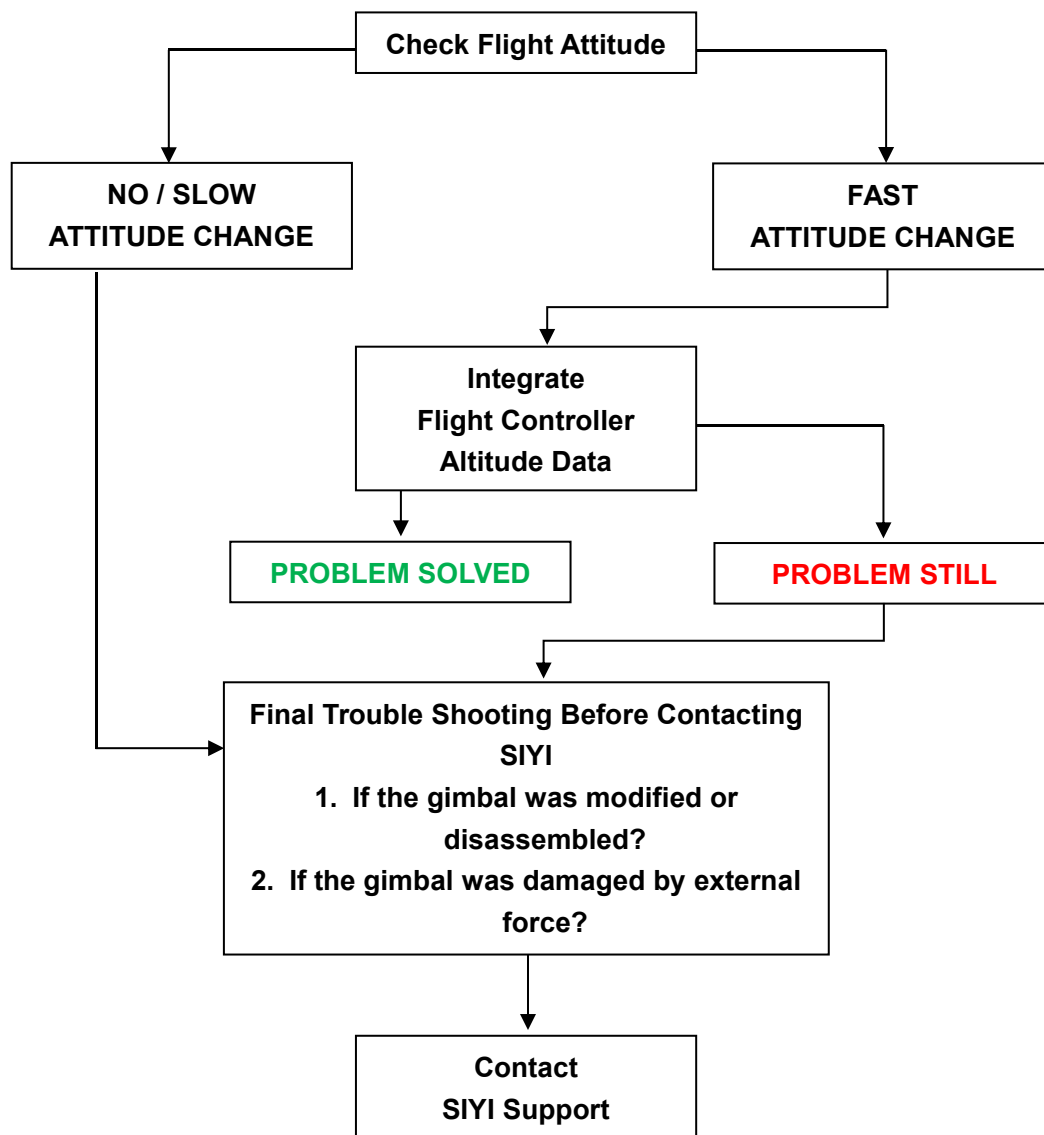 Check Flight Attitude
NO / SLOW
ATTITUDE CHANGE
FAST
ATTITUDE CHANGE
Integrate
Flight Controller
Altitude Data
PROBLEM SOLVED
PROBLEM STILL
Final Trouble Shooting Before Contacting
SIYI
1. If the gimbal was modified or
disassembled?
2. If the gimbal was damaged by external
force?
Contact
SIYI Support